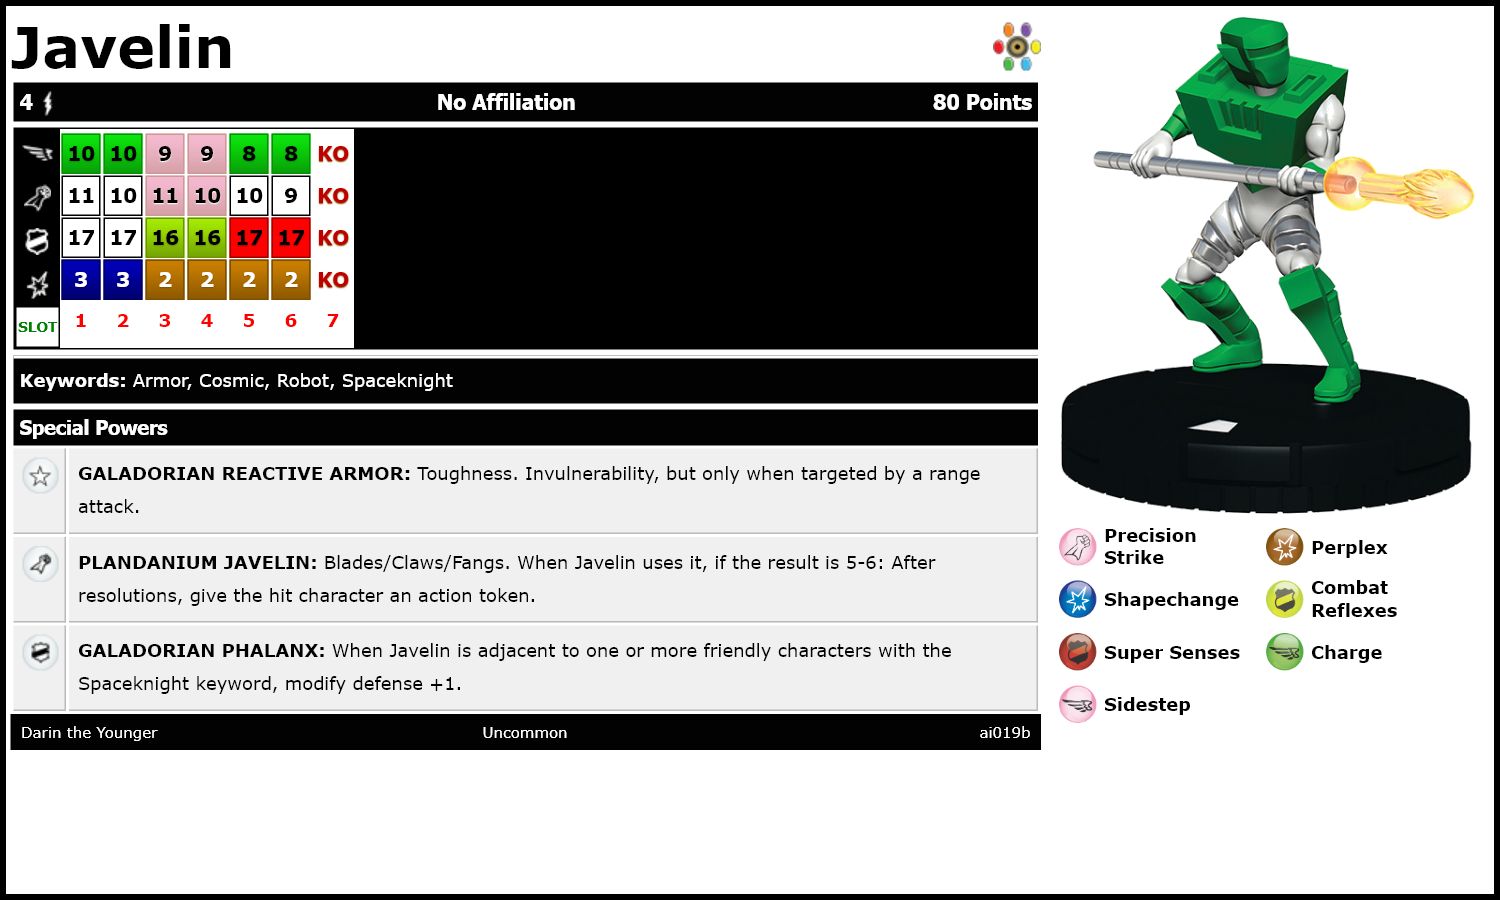 Javelin
4 No Affiliation 80 Points
10 10 9 9 8 8 KO
11 10 11 10 10 9 KO
17 17 16 16 17 17 KO
3 3 2 2 2 2 KO
SLOT 1 2 3 4 5 6 7
Keywords: Armor, Cosmic, Robot, Spaceknight
Special Powers
GALADORIAN REACTIVE ARMOR: Toughness. Invulnerability, but only when targeted by a range
attack.
PLANDANIUM JAVELIN: Blades/Claws/Fangs. When Javelin uses it, if the result is 5-6: After
resolutions, give the hit character an action token.
GALADORIAN PHALANX: When Javelin is adjacent to one or more friendly characters with the
Spaceknight keyword, modify defense +1.
Darin the Younger Uncommon ai019b
Precision
Strike
Perplex
Shapechange
Combat
Reflexes
Super Senses
Charge
Sidestep